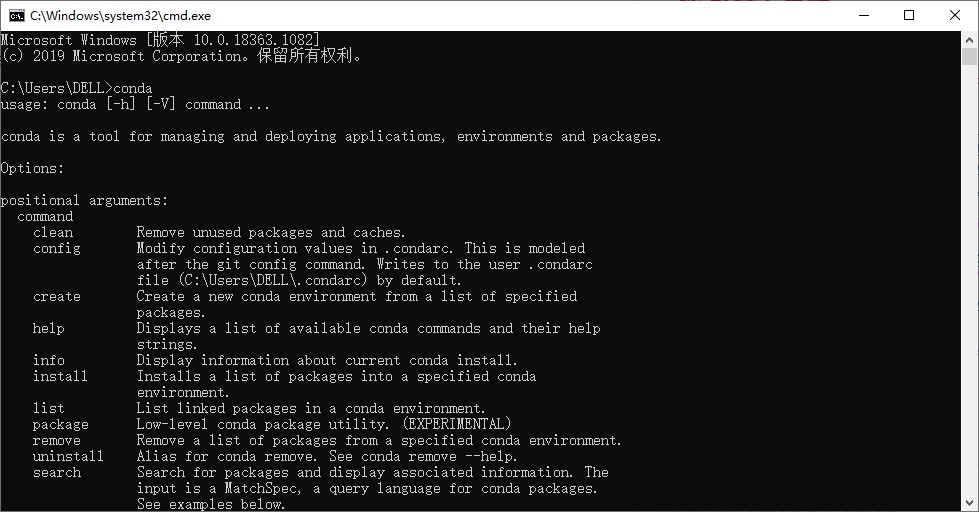 C:\Windows\system32\cmd.exe
Microsoft Windows [版本 10.0.18363.1082]
(c) 2019 Microsoft Corporation。保留所有权利。
C:\Users\DELL>conda
usage: conda [-h] [-V] command ...
conda is a tool for managing and deploying applications, environments and packages.
Options:
positional arguments:
command
clean Remove unused packages and caches.
config Modify configuration values in .condarc. This is modeled
after the git config command. Writes to the user .condarc
file (C:\Users\DELL\.condarc) by default.
create Create a new conda environment from a list of specified
packages.
help Displays a list of available conda commands and their help
strings.
info Display information about current conda install.
install Installs a list of packages into a specified conda
environment.
list List linked packages in a conda environment.
package Low-level conda package utility. (EXPERIMENTAL)
remove Remove a list of packages from a specified conda environment.
uninstall Alias for conda remove. See conda remove --help.
search Search for packages and display associated information. The
input is a MatchSpec, a query language for conda packages.
See examples below.